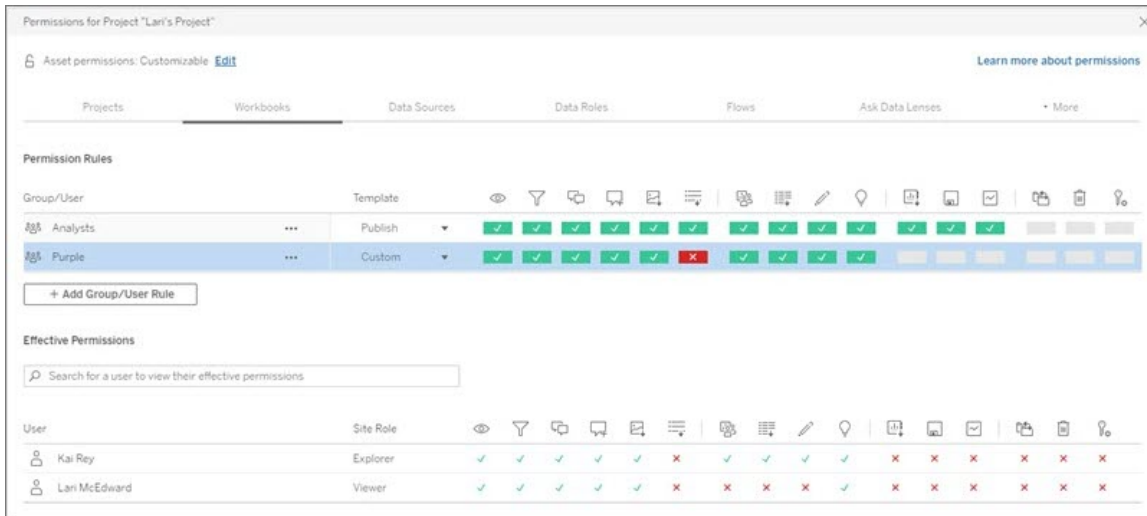 Permissions for Project "Lari's Project"
Asset permissions: Customizable Edit Learn more about permissions
Projects Workbooks Data Sources Data Roles Flows Ask Data Lenses • More
Permission Rules
Group/User Template
Analysts ••• Publish
Purple ••• Custom
+ Add Group/User Rule
Effective Permissions
Search for a user to view their effective permissions
User Site Role
Kai Rey Explorer
Lari McEdward Viewer